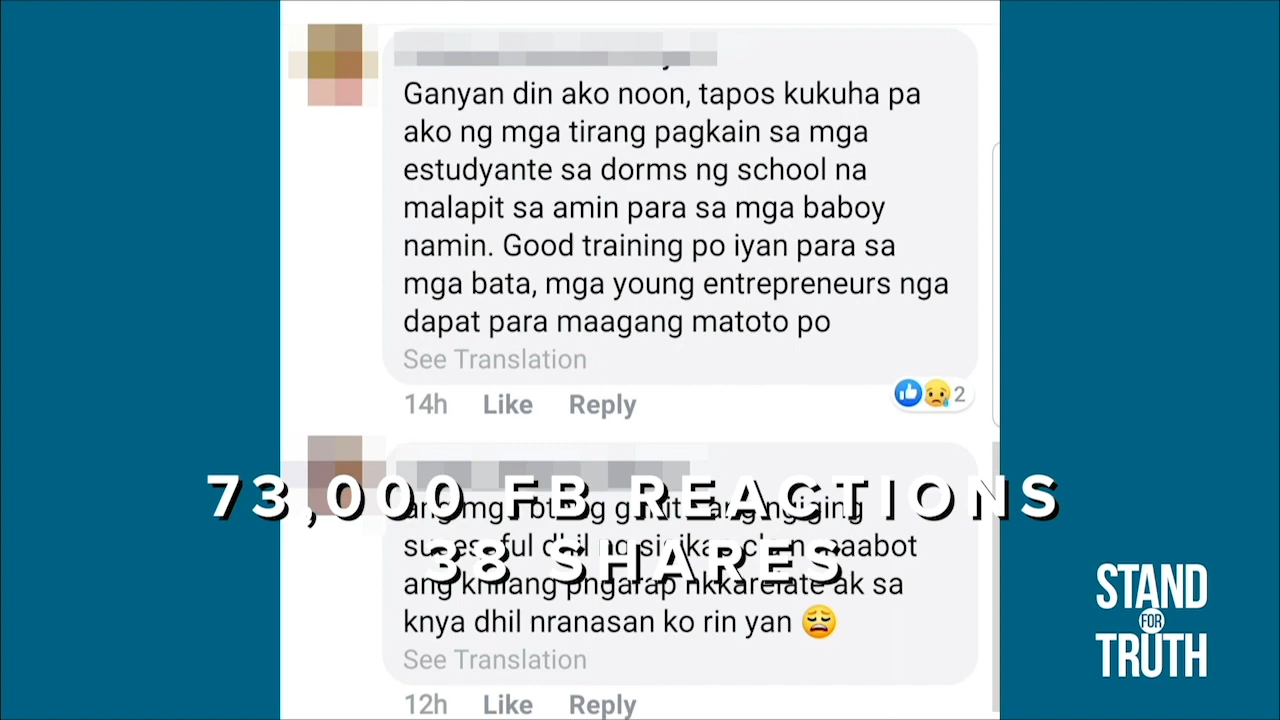 Ganyan din ako noon, tapos kukuha pa
ako ng mga tirang pagkain sa mga
estudyante sa dorms ng school na
malapit sa amin para sa mga baboy
namin. Good training po iyan para sa
mga bata, mga young entrepreneurs nga
dapat para maagang matoto po
See Translation
14h Like Reply
2
73,000 FB REACTIONS
38 SHARES
ang
ang knilang pngarap nkkarelate ak sa
knya dhil nranasan ko rin yan 😩
See Translation
12h Like Reply
STAND
FOR
TRUTH